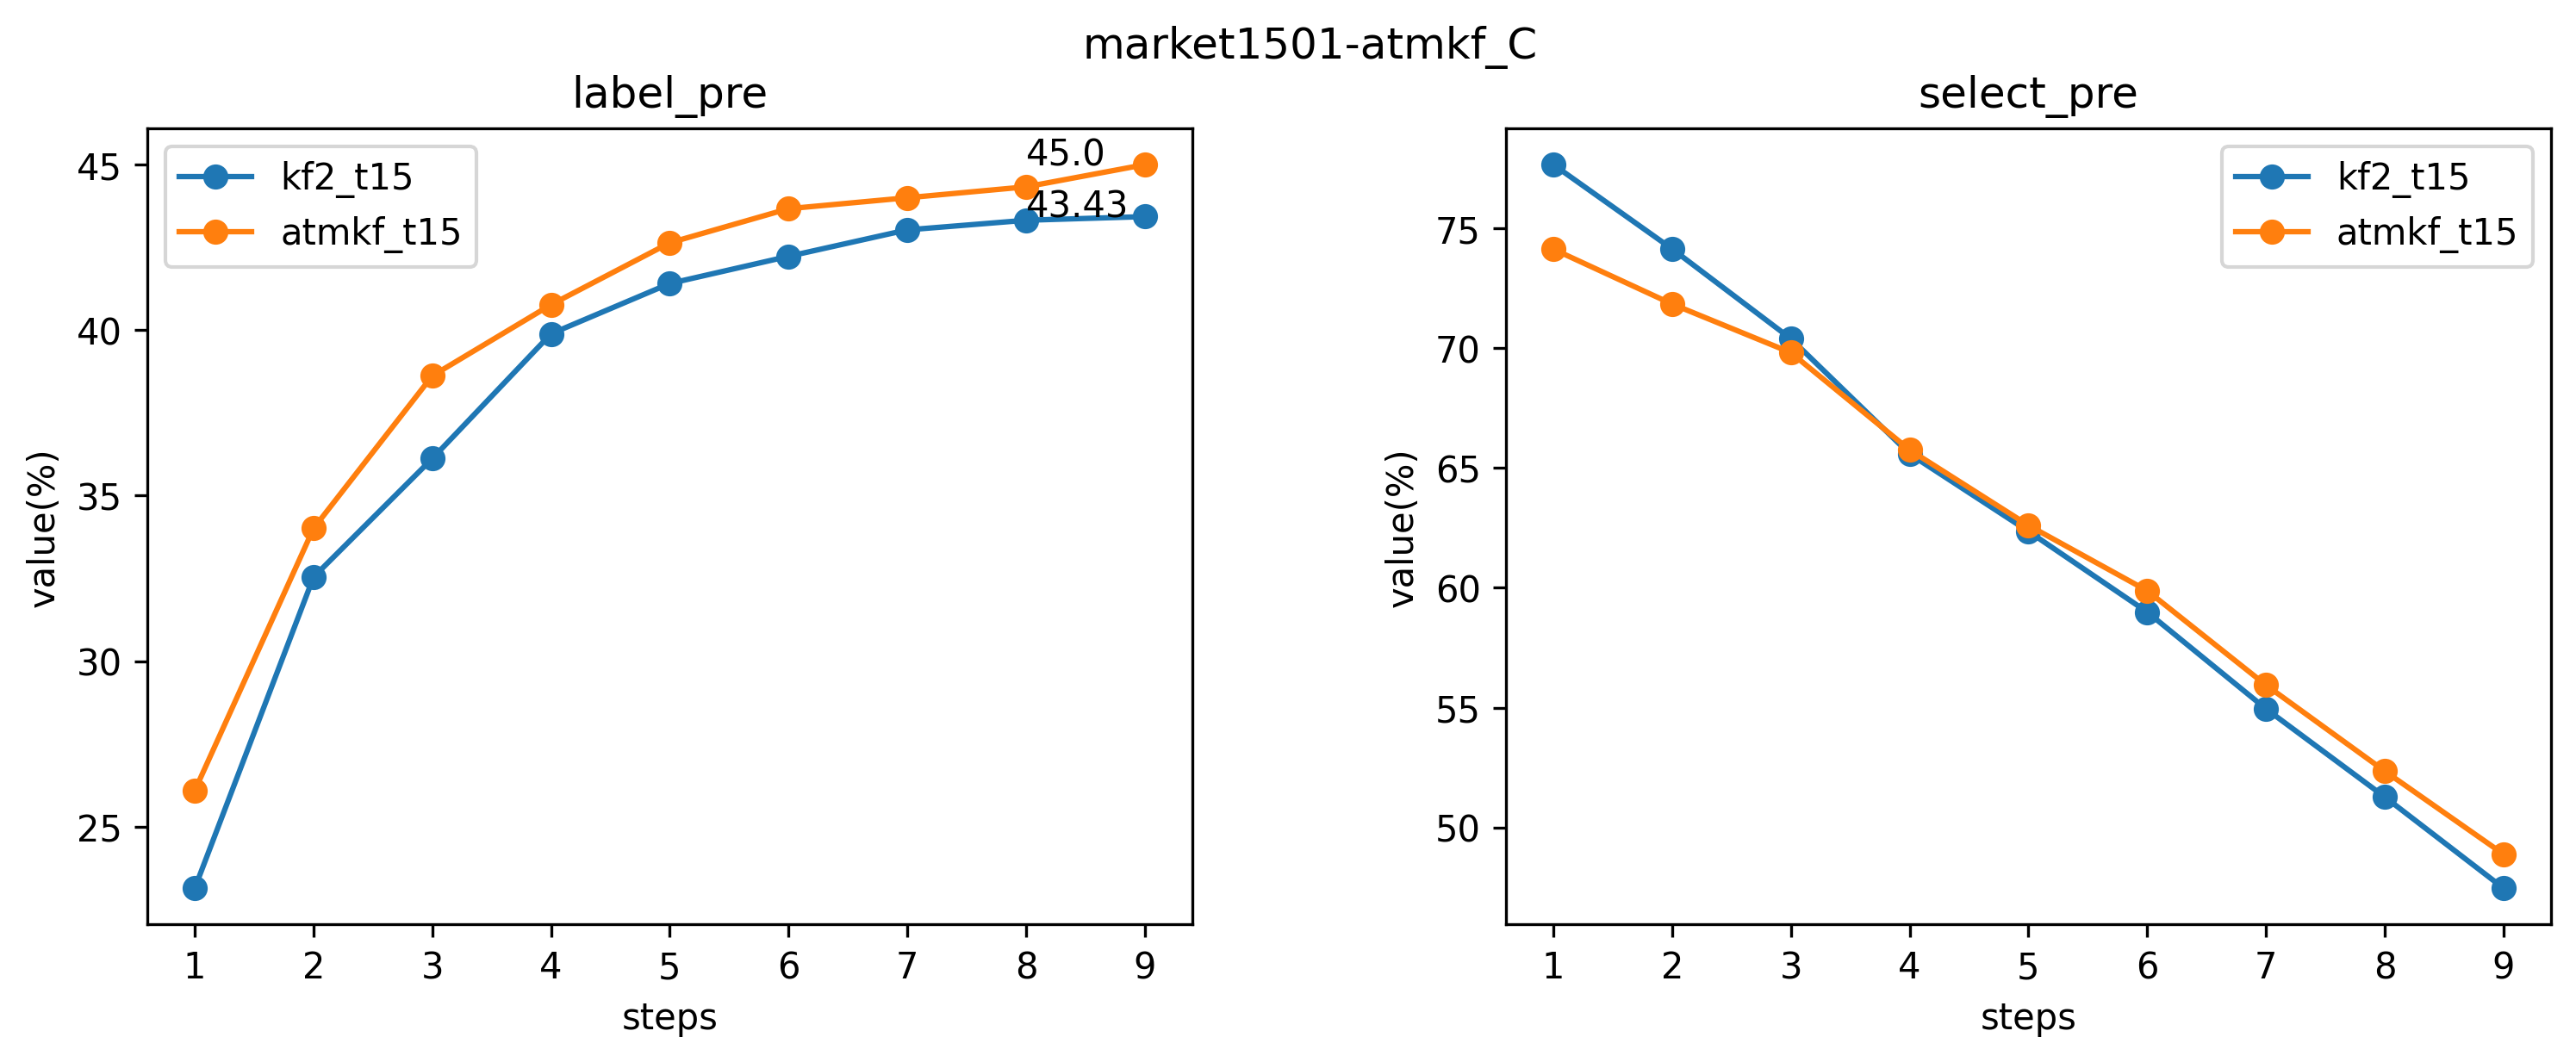 market1501-atmkf_C
label_pre
kf2_t15
atmkf_t15
45.0
43.43
45
40
35
30
25
value(%)
1 2 3 4 5 6 7 8 9
steps
select_pre
kf2_t15
atmkf_t15
75
70
65
60
55
50
value(%)
1 2 3 4 5 6 7 8 9
steps